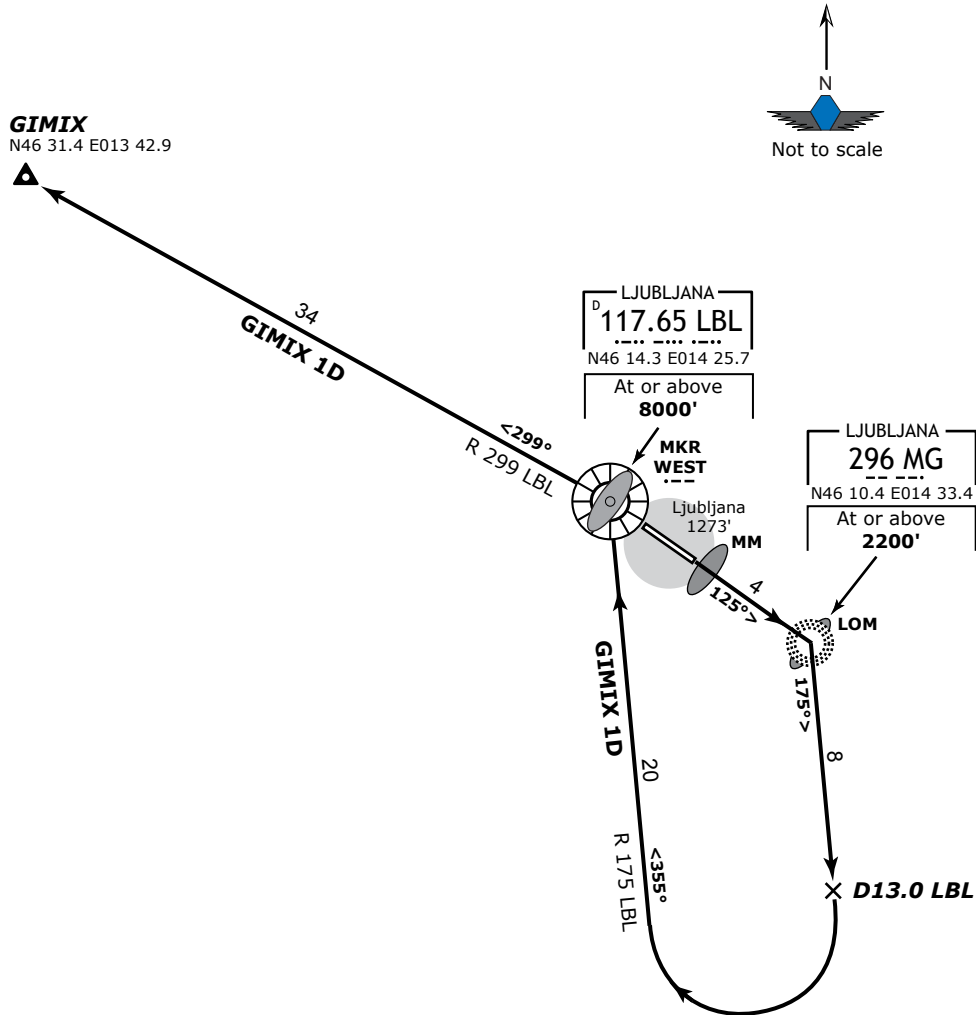 N
Not to scale
GIMIX
N46 31.4 E013 42.9
34
GIMIX 1D
<299°
R 299 LBL
LJUBLJANA
D 117.65 LBL
N46 14.3 E014 25.7
At or above
8000'
MKR
WEST
Ljubljana
1273'
MM
LJUBLJANA
296 MG
N46 10.4 E014 33.4
At or above
2200'
4
125°>
LOM
175°>
8
GIMIX 1D
20
<355°
R 175 LBL
D13.0 LBL